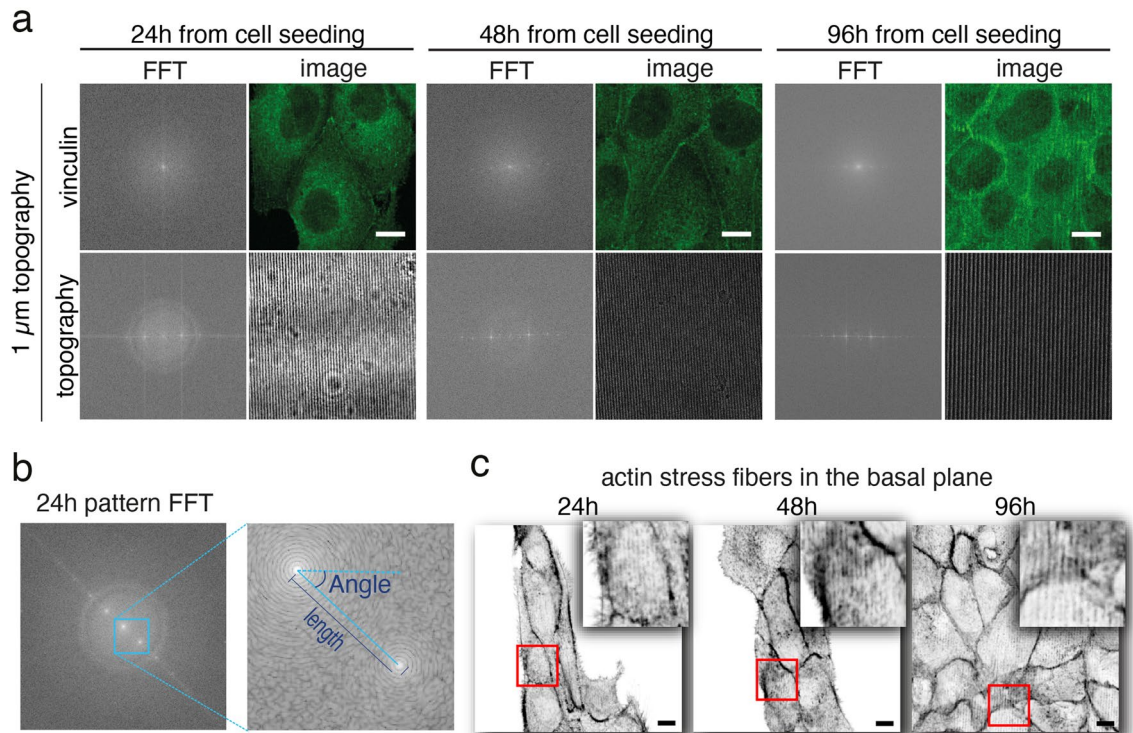 a
24h from cell seeding
48h from cell seeding
96h from cell seeding
FFT
image
FFT
image
FFT
image
1 µm topography
vinculin
topography
b
24h pattern FFT
Angle
length
c
actin stress fibers in the basal plane
24h
48h
96h